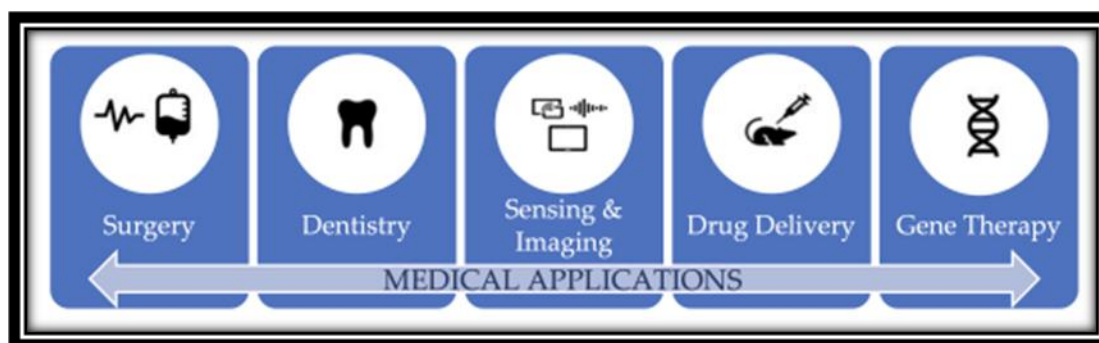 Surgery
Dentistry
Sensing &
Imaging
Drug Delivery
Gene Therapy
MEDICAL APPLICATIONS